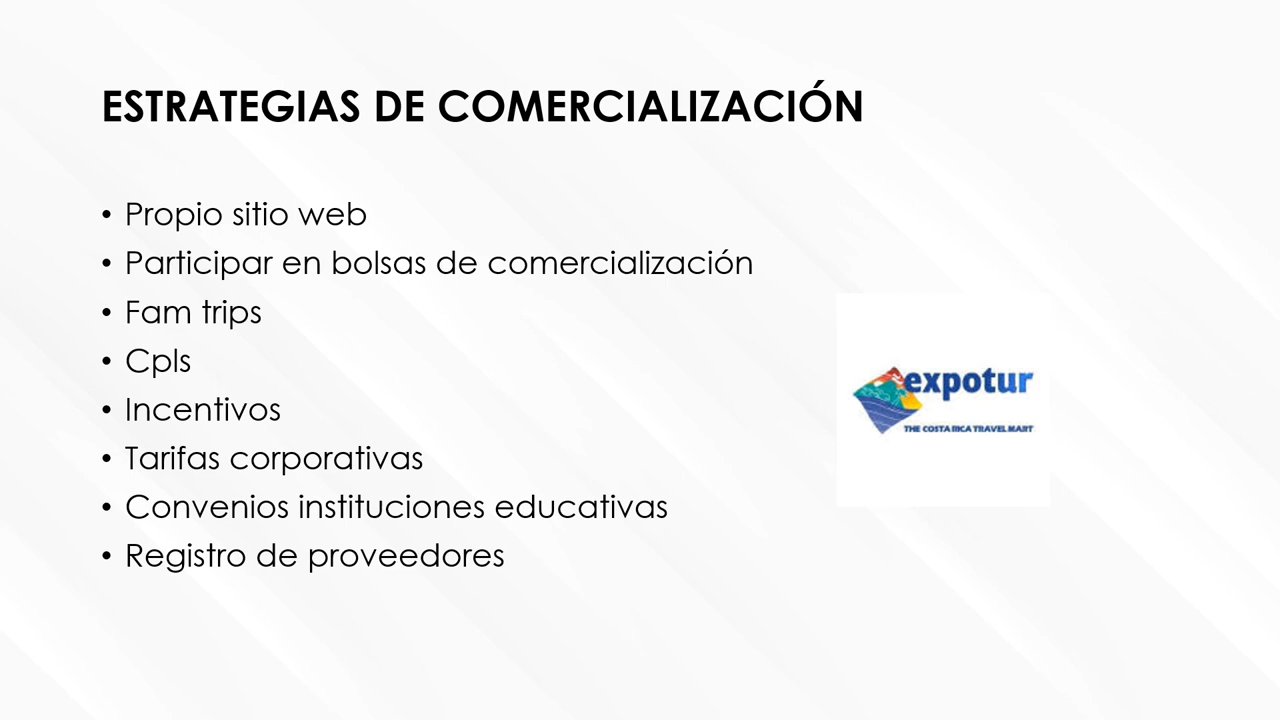 ESTRATEGIAS DE COMERCIALIZACIÓN
• Propio sitio web
• Participar en bolsas de comercialización
• Fam trips
• Cpls
• Incentivos
• Tarifas corporativas
• Convenios instituciones educativas
• Registro de proveedores
expotur
THE COSTA RICA TRAVEL MART